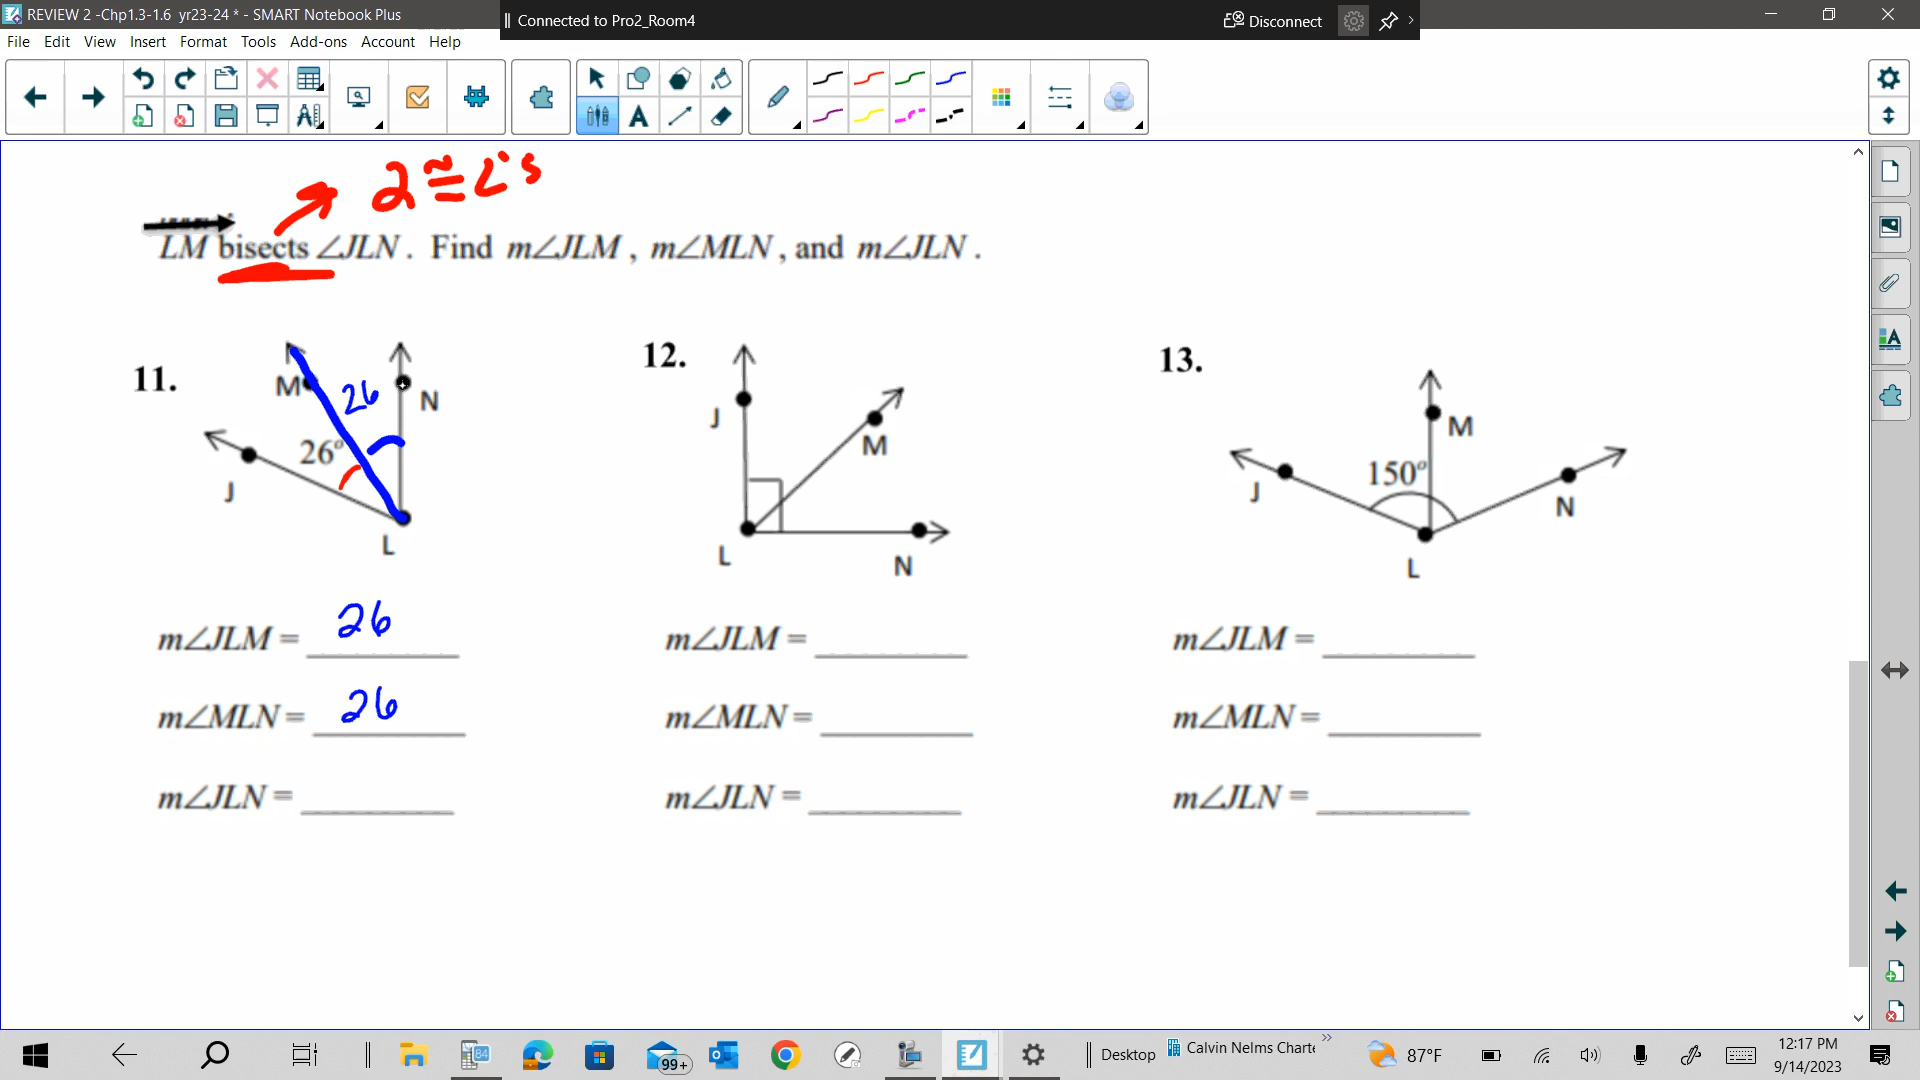 REVIEW 2 -Chp1.3-1.6 yr23-24 * - SMART Notebook Plus
Connected to Pro2_Room4
Disconnect
File Edit View Insert Format Tools Add-ons Account Help
2 ≅ ∠'s
LM bisects ∠JLN. Find m∠JLM, m∠MLN, and m∠JLN.
11.
M
26
N
26°
J
L
m∠JLM = 26
m∠MLN = 26
m∠JLN =
12.
J
M
L
N
m∠JLM =
m∠MLN =
m∠JLN =
13.
M
150°
J
N
L
m∠JLM =
m∠MLN =
m∠JLN =
84
99+
Desktop
Calvin Nelms Charte
87°F
12:17 PM
9/14/2023